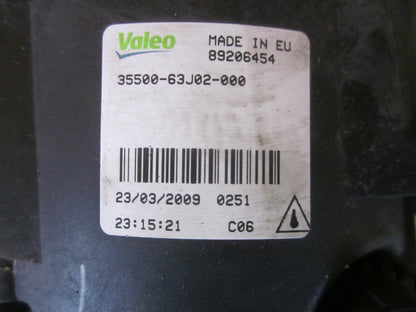 Valeo MADE IN EU
89206454
35500-63J02-000
23/03/2009 0251
23:15:21 C06